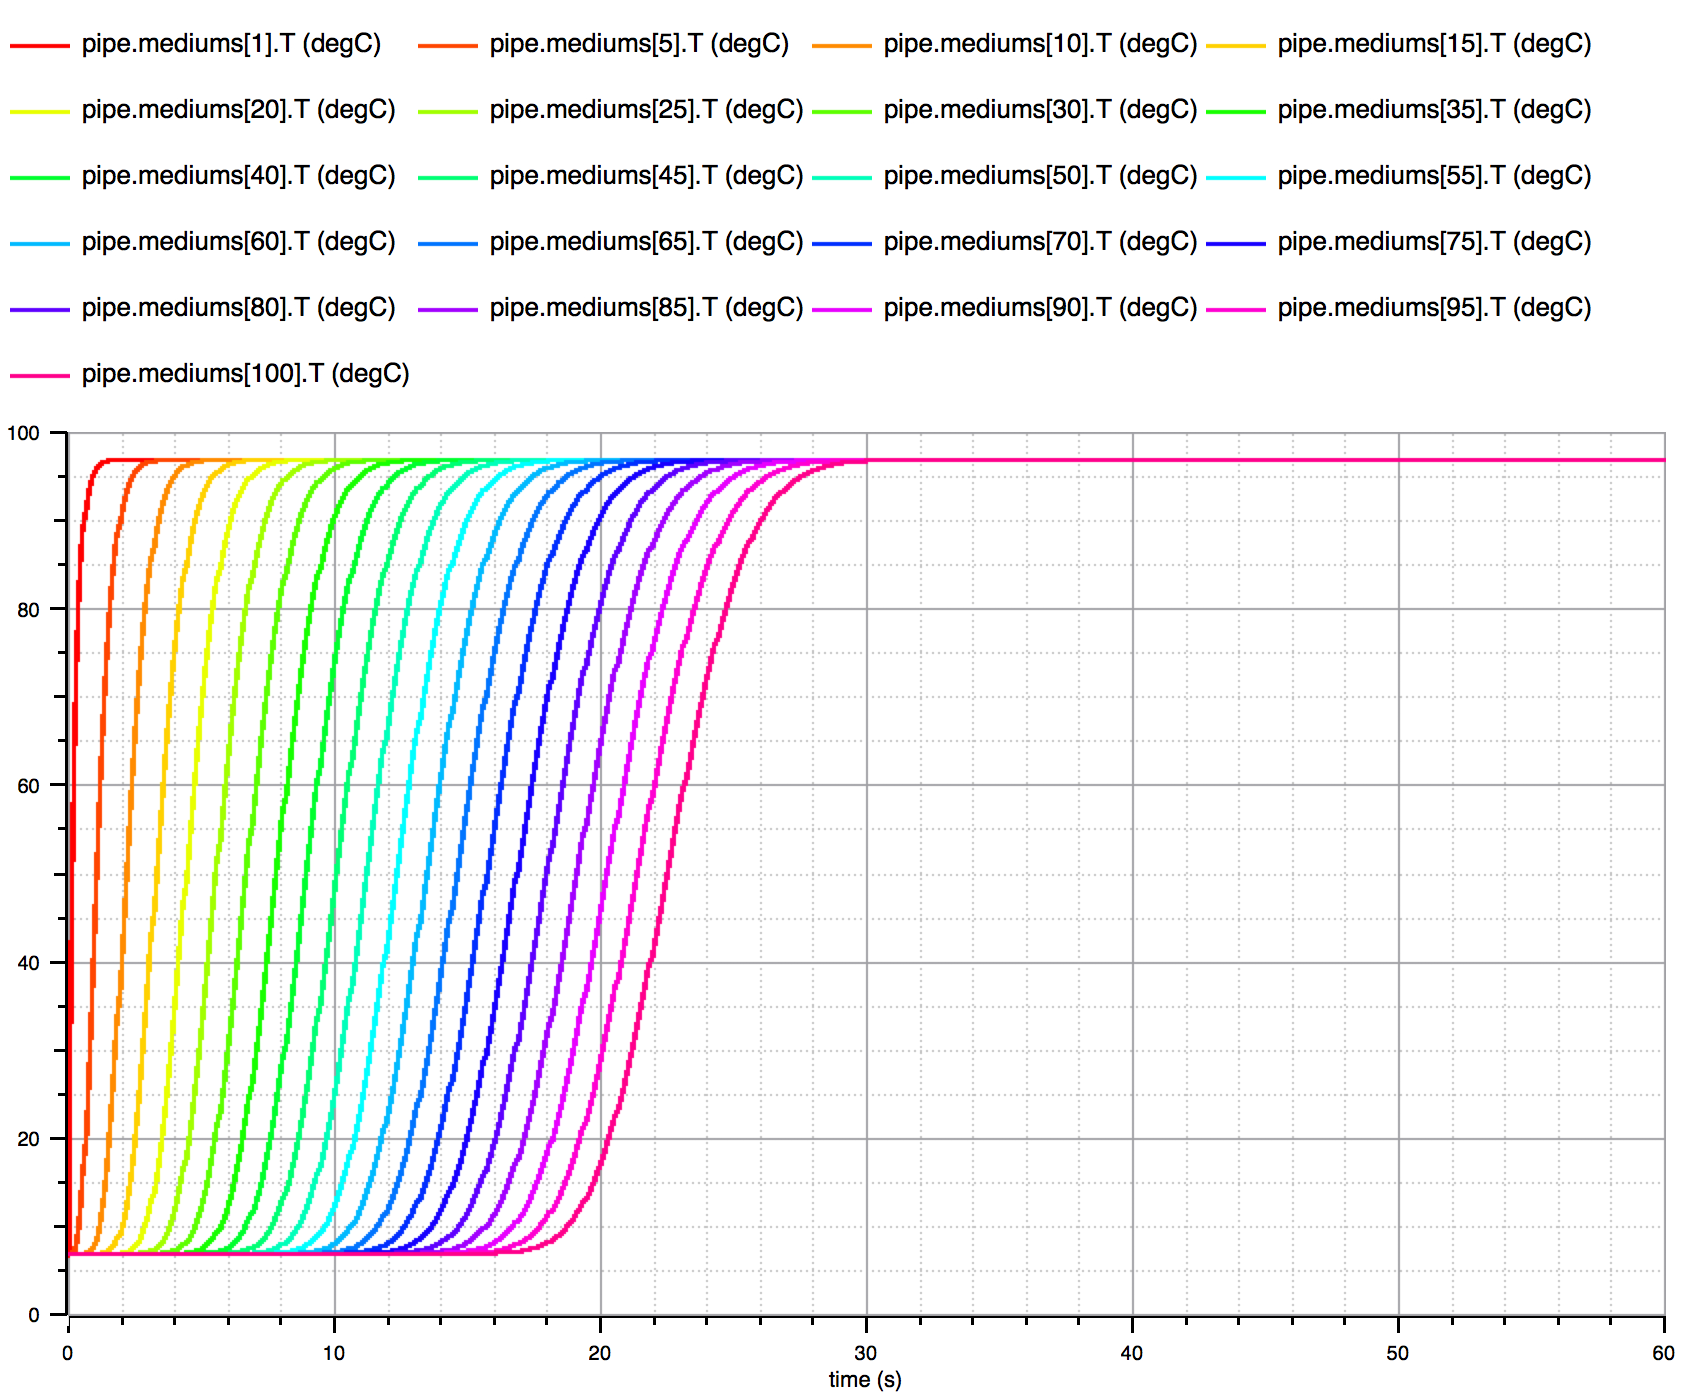 pipe.mediums[1].T (degC) pipe.mediums[5].T (degC) pipe.mediums[10].T (degC) pipe.mediums[15].T (degC)
pipe.mediums[20].T (degC) pipe.mediums[25].T (degC) pipe.mediums[30].T (degC) pipe.mediums[35].T (degC)
pipe.mediums[40].T (degC) pipe.mediums[45].T (degC) pipe.mediums[50].T (degC) pipe.mediums[55].T (degC)
pipe.mediums[60].T (degC) pipe.mediums[65].T (degC) pipe.mediums[70].T (degC) pipe.mediums[75].T (degC)
pipe.mediums[80].T (degC) pipe.mediums[85].T (degC) pipe.mediums[90].T (degC) pipe.mediums[95].T (degC)
pipe.mediums[100].T (degC)
100
80
60
40
20
0
0 10 20 30 40 50 60
time (s)